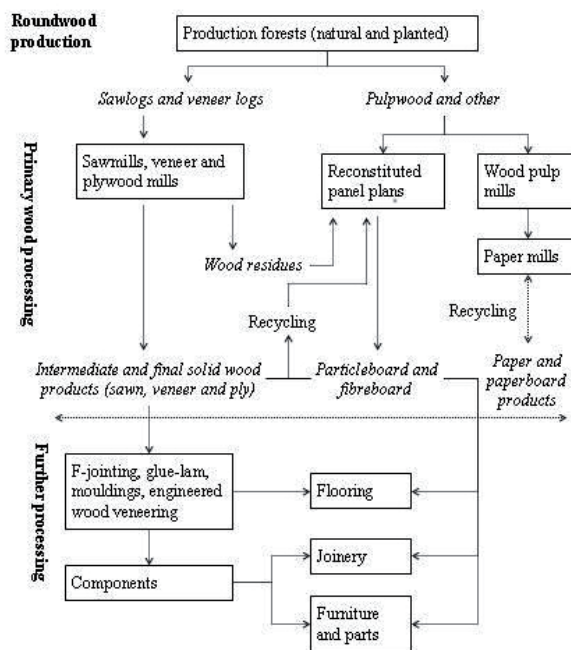 Roundwood
production
Production forests (natural and planted)
Sawlogs and veneer logs
Pulpwood and other
Primary wood processing
Sawmills, veneer and
plywood mills
Reconstituted
panel plans
Wood pulp
mills
Wood residues
Paper mills
Recycling
Recycling
Intermediate and final solid wood
products (sawn, veneer and ply)
Particleboard and
fibreboard
Paper and
paperboard
products
Further processing
F-jointing, glue-lam,
mouldings, engineered
wood veneering
Flooring
Components
Joinery
Furniture
and parts